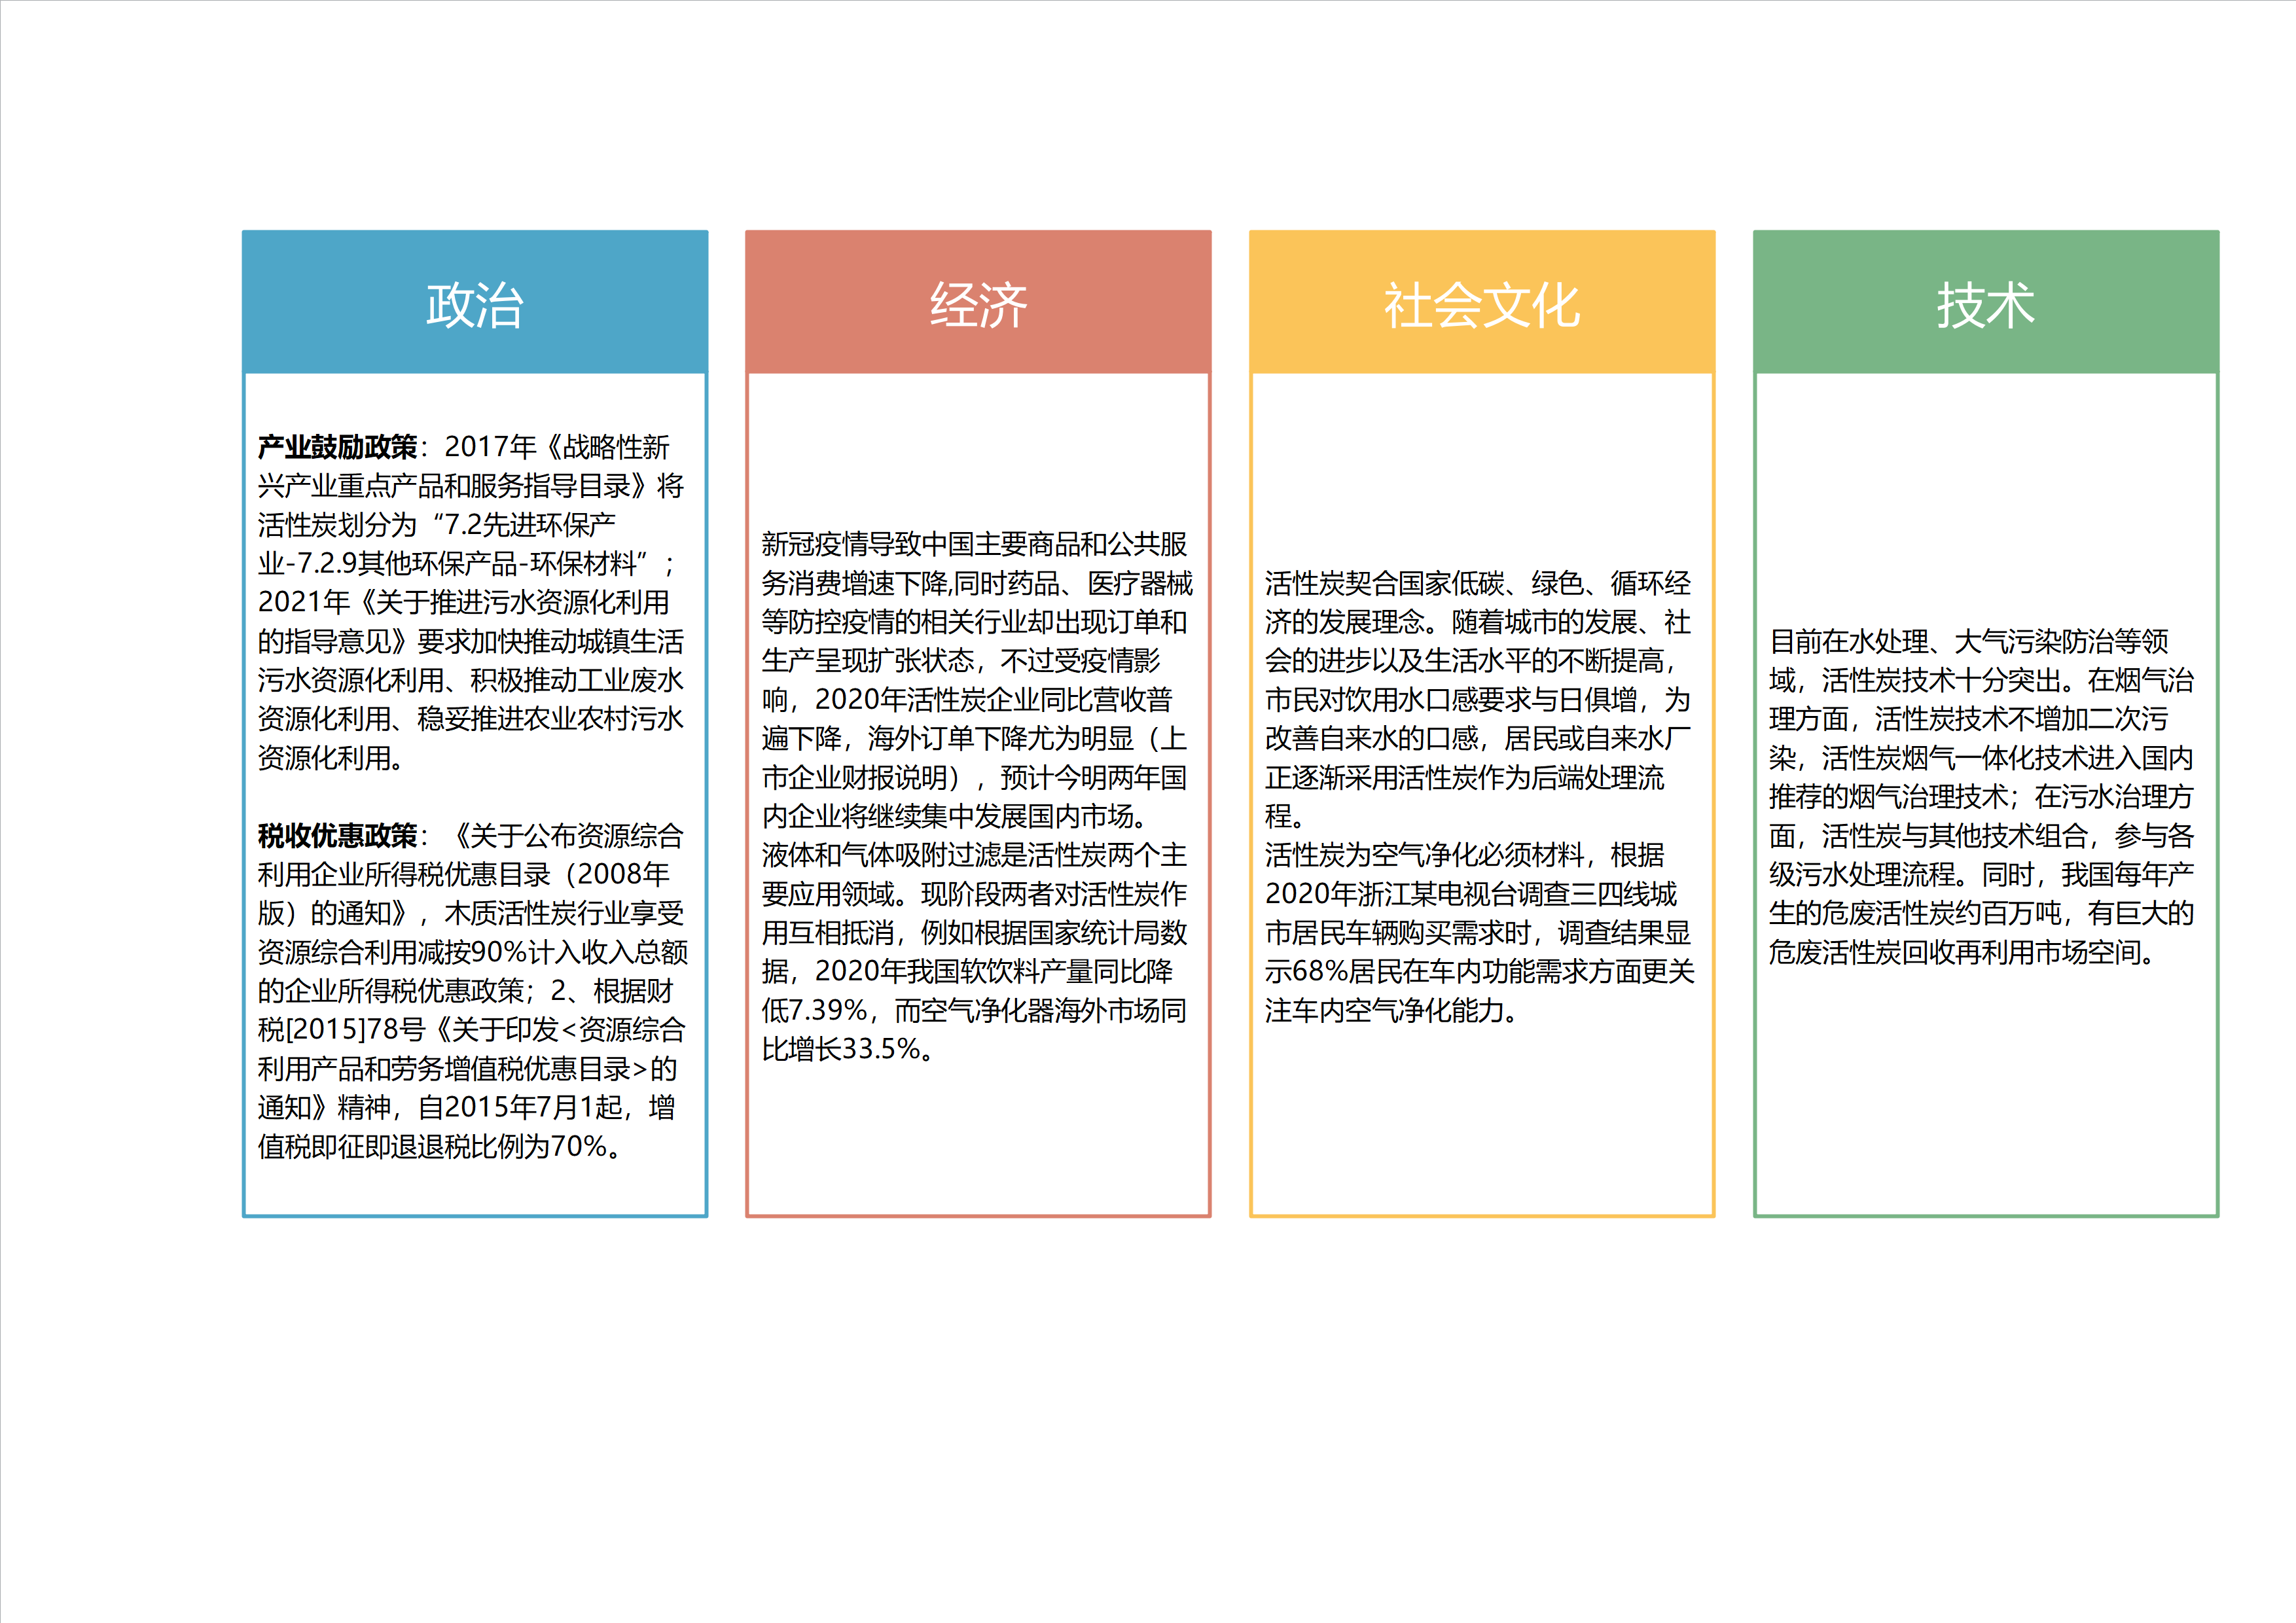 政治
产业鼓励政策：2017年《战略性新
兴产业重点产品和服务指导目录》将
活性炭划分为“7.2先进环保产
业-7.2.9其他环保产品-环保材料”；
2021年《关于推进污水资源化利用
的指导意见》要求加快推动城镇生活
污水资源化利用、积极推动工业废水
资源化利用、稳妥推进农业农村污水
资源化利用。
税收优惠政策：《关于公布资源综合
利用企业所得税优惠目录（2008年
版）的通知》，木质活性炭行业享受
资源综合利用减按90%计入收入总额
的企业所得税优惠政策；2、根据财
税[2015]78号《关于印发<资源综合
利用产品和劳务增值税优惠目录>的
通知》精神，自2015年7月1起，增
值税即征即退退税比例为70%。
经济
新冠疫情导致中国主要商品和公共服
务消费增速下降,同时药品、医疗器械
等防控疫情的相关行业却出现订单和
生产呈现扩张状态，不过受疫情影
响，2020年活性炭企业同比营收普
遍下降，海外订单下降尤为明显（上
市企业财报说明），预计今明两年国
内企业将继续集中发展国内市场。
液体和气体吸附过滤是活性炭两个主
要应用领域。现阶段两者对活性炭作
用互相抵消，例如根据国家统计局数
据，2020年我国软饮料产量同比降
低7.39%，而空气净化器海外市场同
比增长33.5%。
社会文化
活性炭契合国家低碳、绿色、循环经
济的发展理念。随着城市的发展、社
会的进步以及生活水平的不断提高，
市民对饮用水口感要求与日俱增，为
改善自来水的口感，居民或自来水厂
正逐渐采用活性炭作为后端处理流
程。
活性炭为空气净化必须材料，根据
2020年浙江某电视台调查三四线城
市居民车辆购买需求时，调查结果显
示68%居民在车内功能需求方面更关
注车内空气净化能力。
技术
目前在水处理、大气污染防治等领
域，活性炭技术十分突出。在烟气治
理方面，活性炭技术不增加二次污
染，活性炭烟气一体化技术进入国内
推荐的烟气治理技术；在污水治理方
面，活性炭与其他技术组合，参与各
级污水处理流程。同时，我国每年产
生的危废活性炭约百万吨，有巨大的
危废活性炭回收再利用市场空间。